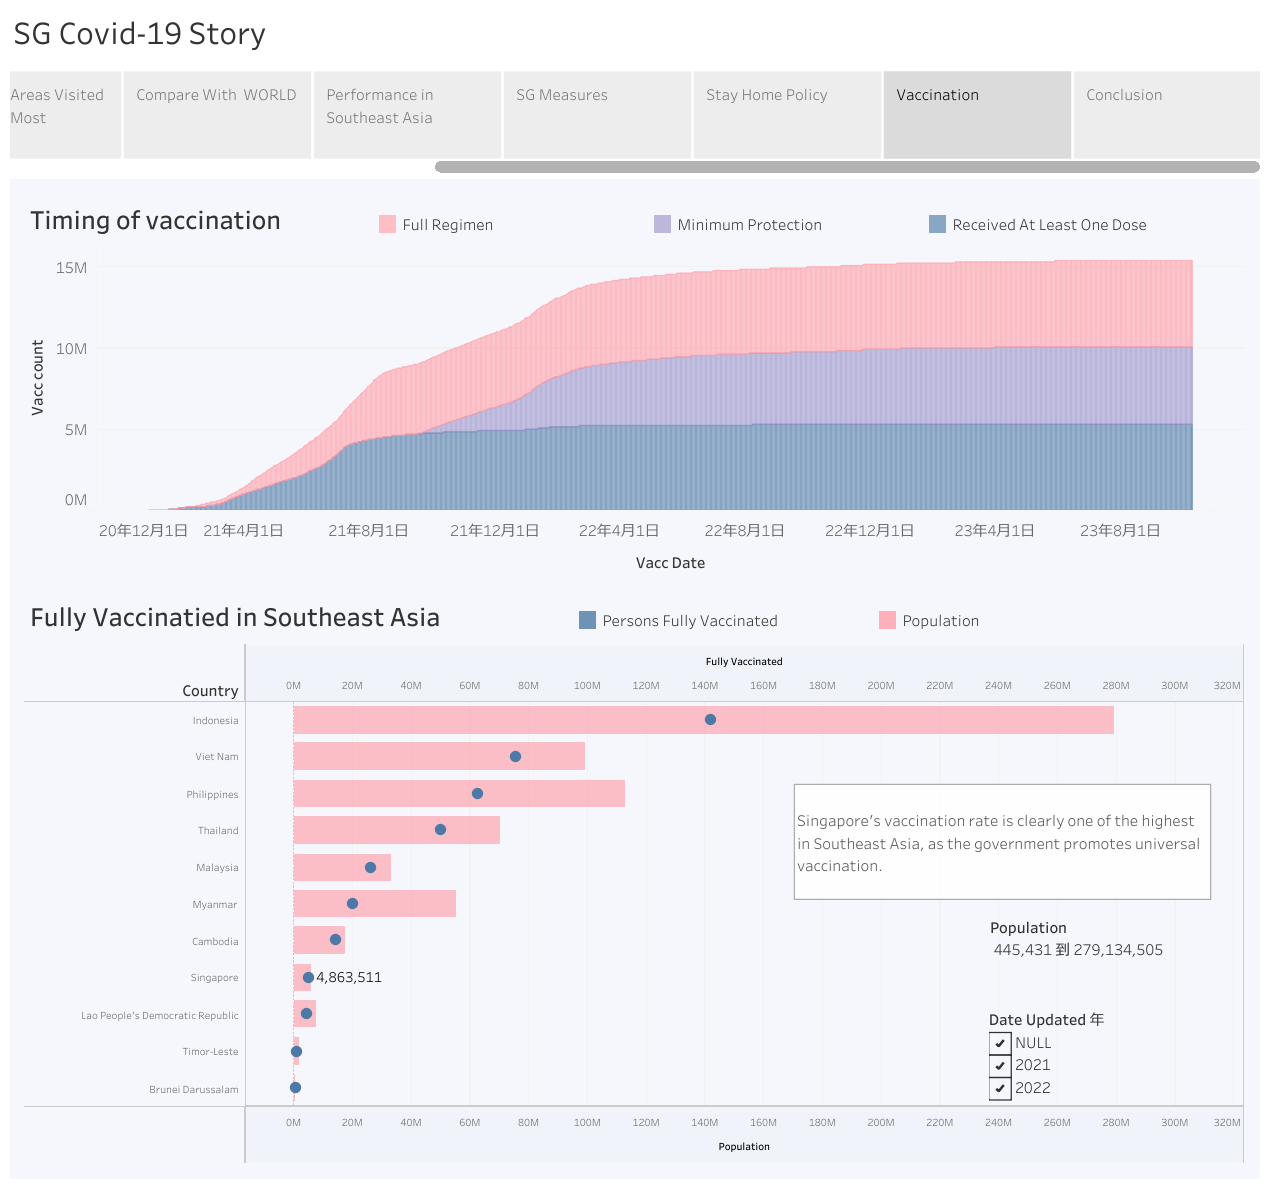 SG Covid-19 Story
Areas Visited
Most
Compare With WORLD
Performance in
Southeast Asia
SG Measures
Stay Home Policy
Vaccination
Conclusion
Timing of vaccination
Full Regimen
Minimum Protection
Received At Least One Dose
Vacc count
15M
10M
5M
0M
20年12月1日 21年4月1日 21年8月1日 21年12月1日 22年4月1日 22年8月1日 22年12月1日 23年4月1日 23年8月1日
Vacc Date
Fully Vaccinatied in Southeast Asia
Persons Fully Vaccinated
Population
Fully Vaccinated
Country
0M 20M 40M 60M 80M 100M 120M 140M 160M 180M 200M 220M 240M 260M 280M 300M 320M
Indonesia
Viet Nam
Philippines
Thailand
Malaysia
Myanmar
Cambodia
Singapore
4,863,511
Lao People's Democratic Republic
Timor-Leste
Brunei Darussalam
Singapore's vaccination rate is clearly one of the highest
in Southeast Asia, as the government promotes universal
vaccination.
Population
445,431 到 279,134,505
Date Updated 年
NULL
2021
2022
0M 20M 40M 60M 80M 100M 120M 140M 160M 180M 200M 220M 240M 260M 280M 300M 320M
Population